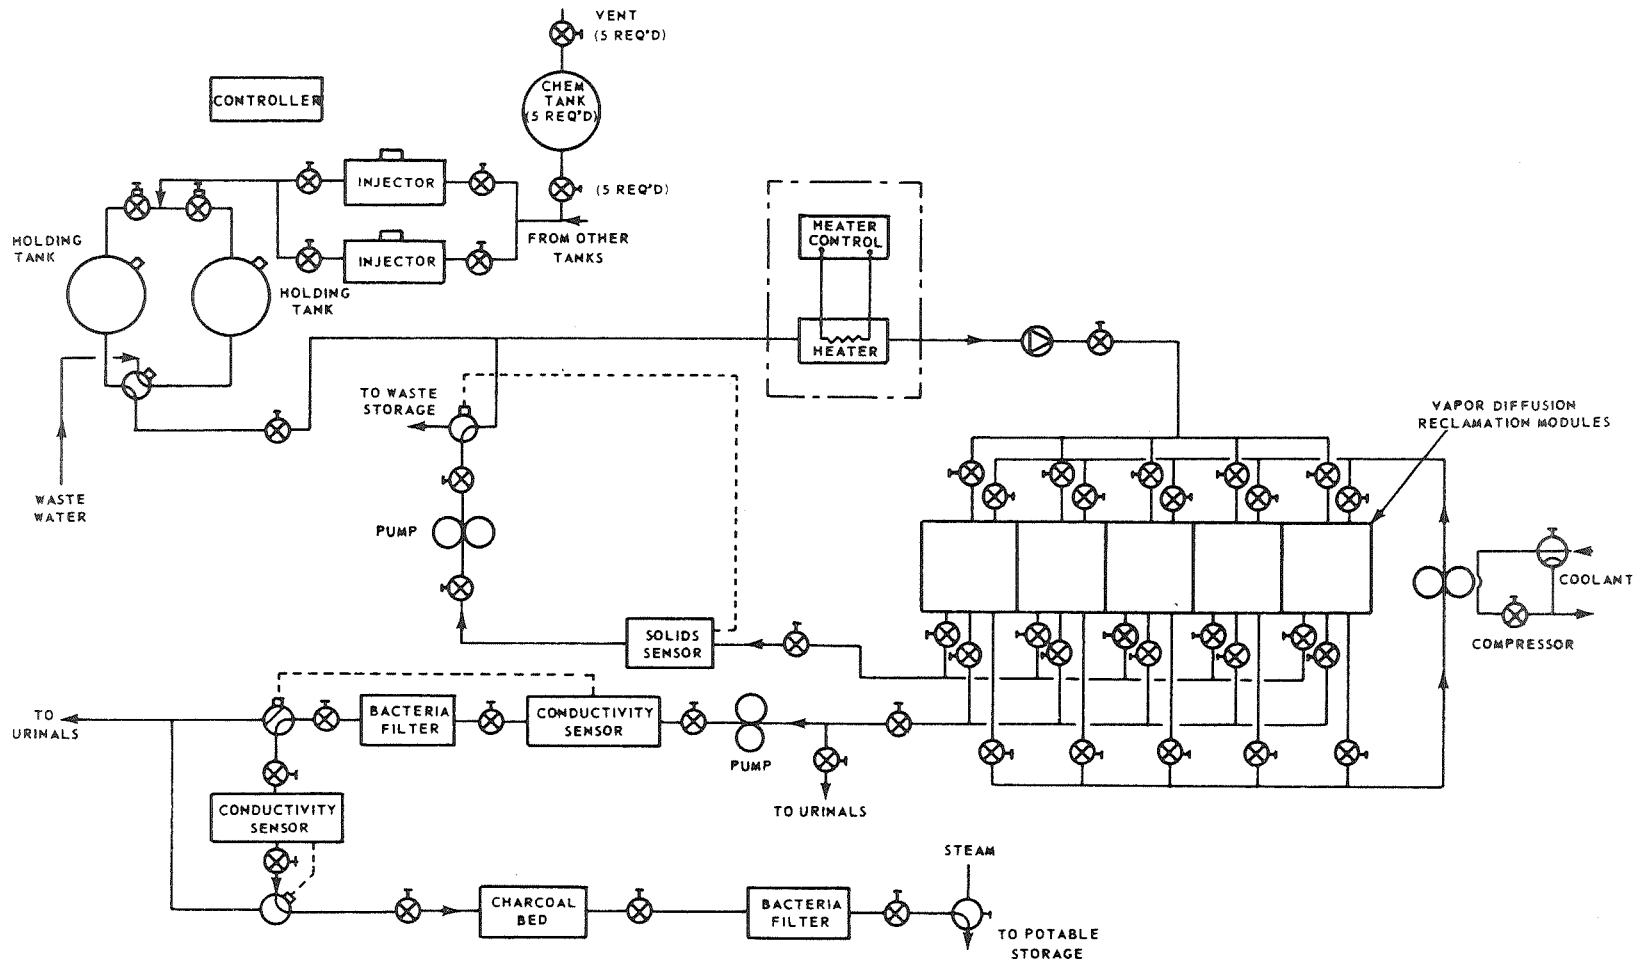 VENT
(5 REQ'D)
CONTROLLER
CHEM
TANK
(5 REQ'D)
INJECTOR
(5 REQ'D)
HOLDING
TANK
INJECTOR
FROM OTHER
TANKS
HEATER
CONTROL
HOLDING
TANK
HEATER
TO WASTE
STORAGE
VAPOR DIFFUSION
RECLAMATION MODULES
WASTE
WATER
PUMP
COOLANT
COMPRESSOR
SOLIDS
SENSOR
TO
URINALS
BACTERIA
FILTER
CONDUCTIVITY
SENSOR
PUMP
TO URINALS
CONDUCTIVITY
SENSOR
STEAM
CHARCOAL
BED
BACTERIA
FILTER
TO POTABLE
STORAGE